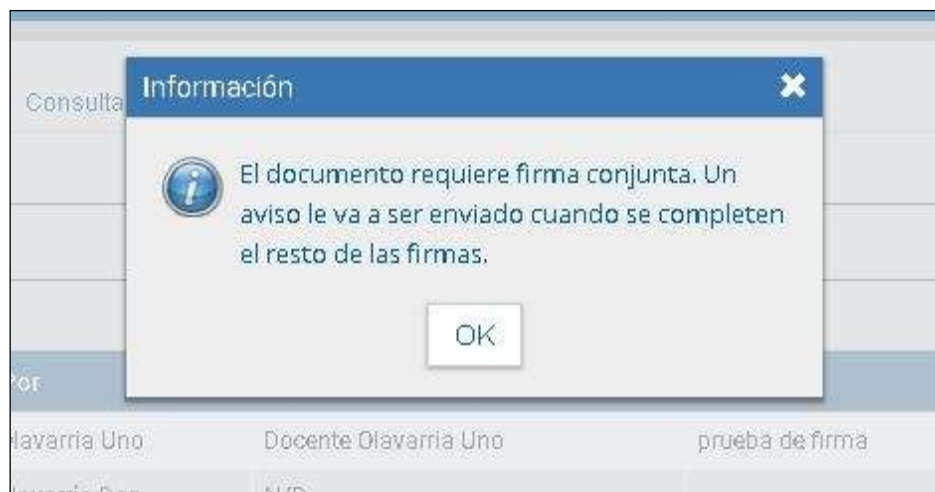 Consulta
Información
El documento requiere firma conjunta. Un
aviso le va a ser enviado cuando se completen
el resto de las firmas.
OK
Por
Olavarria Uno Docente Olavarria Uno prueba de firma